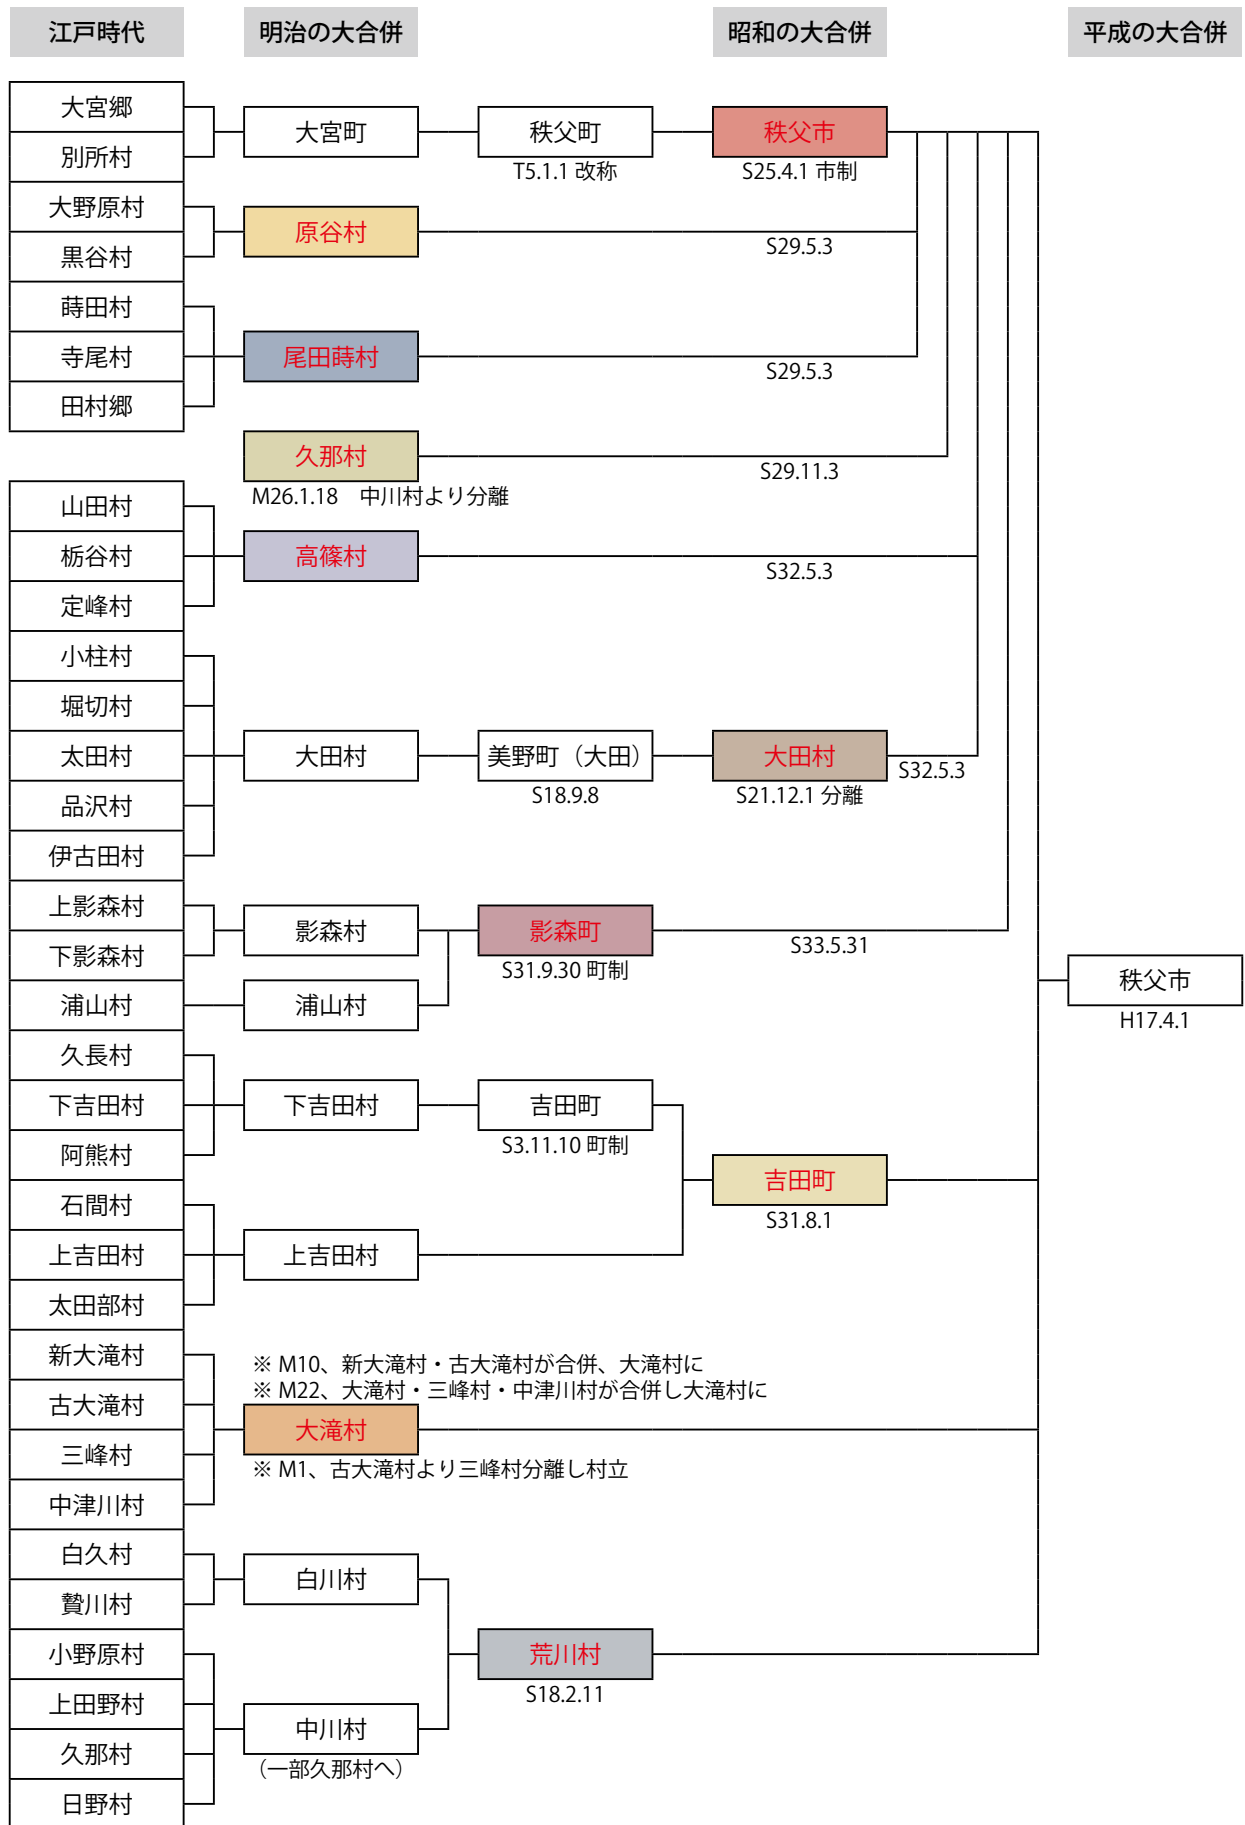 江戸時代
明治の大合併
昭和の大合併
平成の大合併
大宮郷
別所村
大野原村
黒谷村
蒔田村
寺尾村
田村郷
山田村
栃谷村
定峰村
小柱村
堀切村
太田村
品沢村
伊古田村
上影森村
下影森村
浦山村
久長村
下吉田村
阿熊村
石間村
上吉田村
太田部村
新大滝村
古大滝村
三峰村
中津川村
白久村
贄川村
小野原村
上田野村
久那村
日野村
大宮町
原谷村
尾田蒔村
久那村
M26.1.18　中川村より分離
高篠村
大田村
影森村
浦山村
下吉田村
上吉田村
※ M10、新大滝村・古大滝村が合併、大滝村に
※ M22、大滝村・三峰村・中津川村が合併し大滝村に
大滝村
※ M1、古大滝村より三峰村分離し村立
白川村
中川村
（一部久那村へ）
秩父町
T5.1.1 改称
美野町（大田）
S18.9.8
影森町
S31.9.30 町制
吉田町
S3.11.10 町制
荒川村
S18.2.11
秩父市
S25.4.1 市制
S29.5.3
S29.5.3
S29.11.3
S32.5.3
大田村
S21.12.1 分離
S32.5.3
S33.5.31
吉田町
S31.8.1
秩父市
H17.4.1